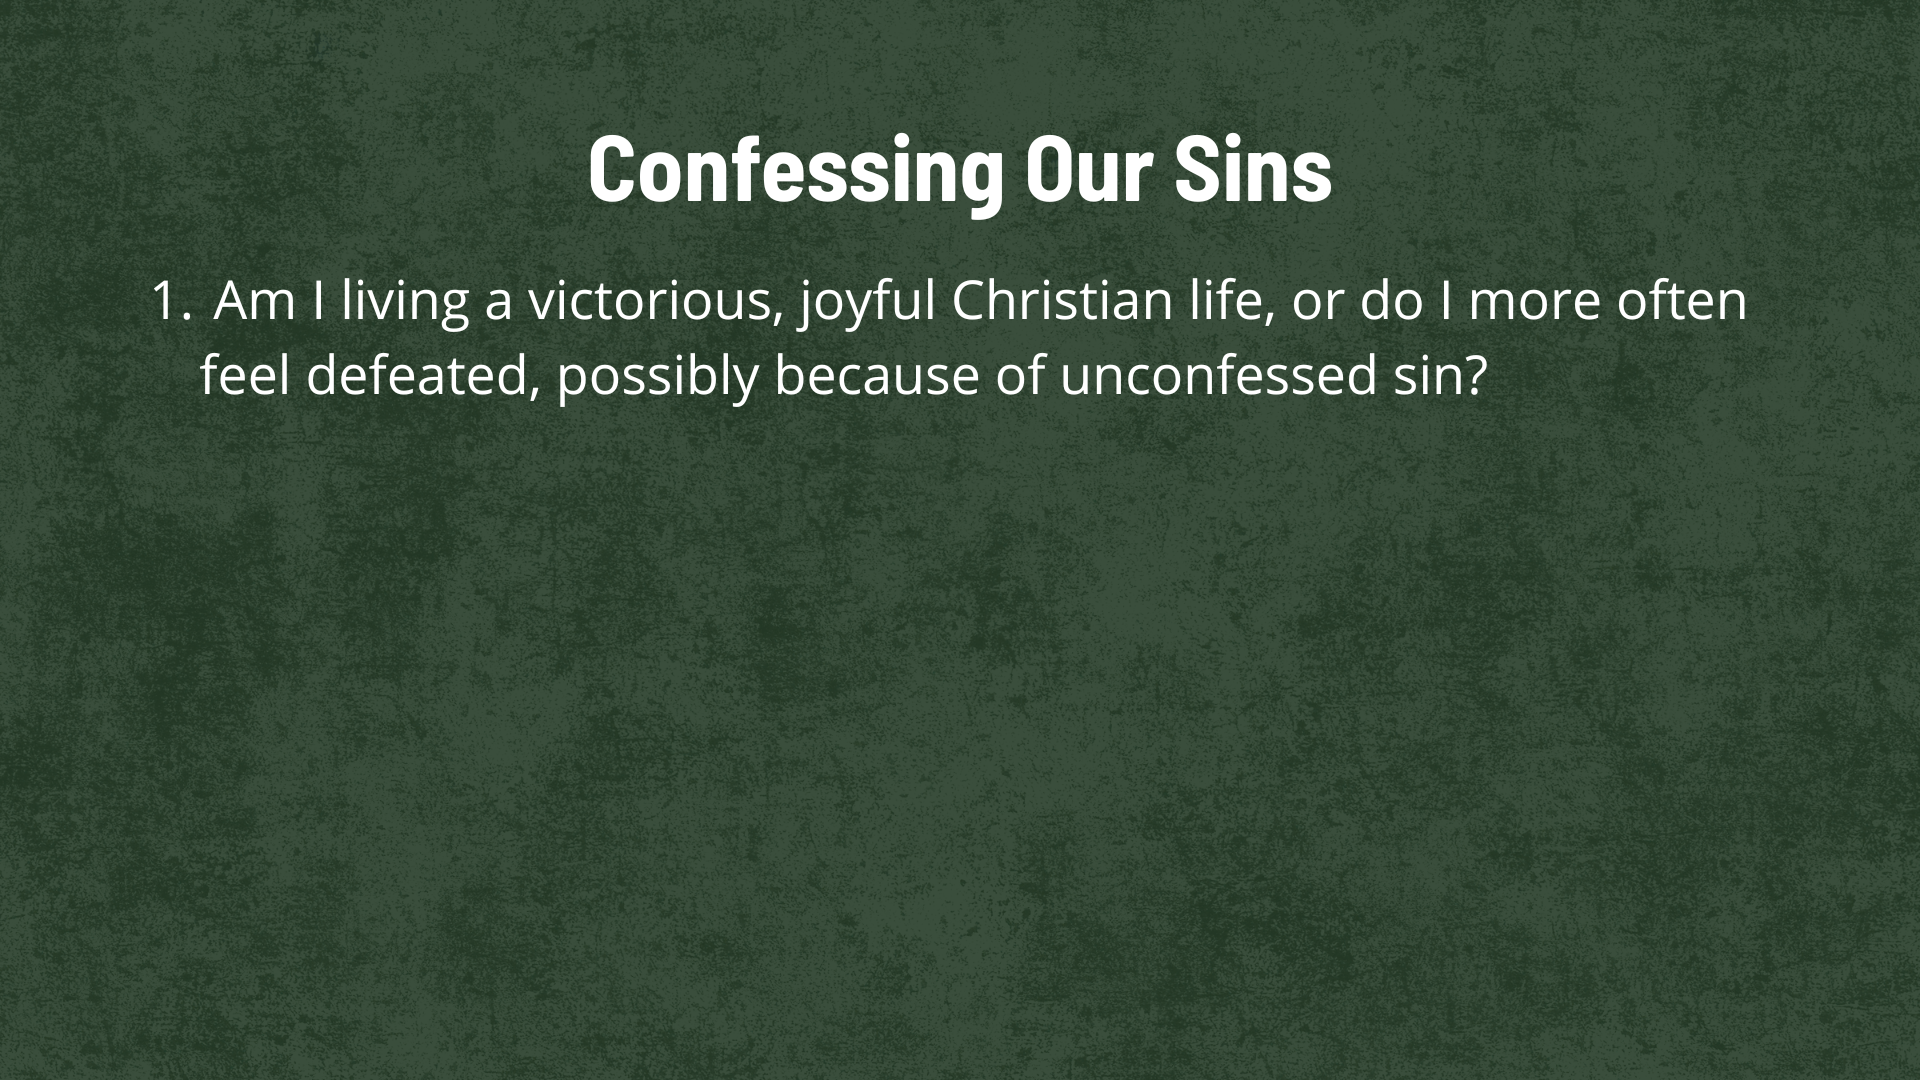 Confessing Our Sins
1. Am I living a victorious, joyful Christian life, or do I more often
feel defeated, possibly because of unconfessed sin?